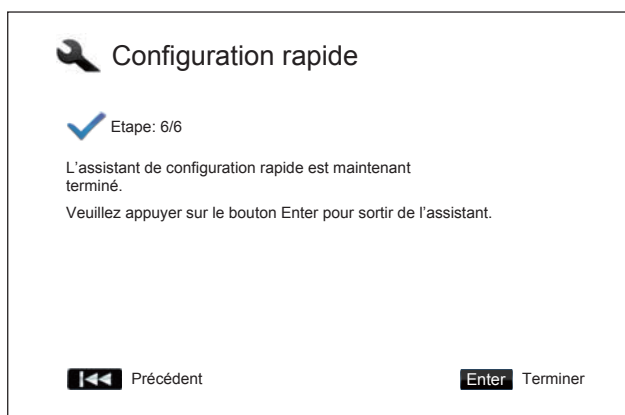 Configuration rapide
Etape: 6/6
L’assistant de configuration rapide est maintenant
terminé.
Veuillez appuyer sur le bouton Enter pour sortir de l’assistant.
Précédent
Enter Terminer